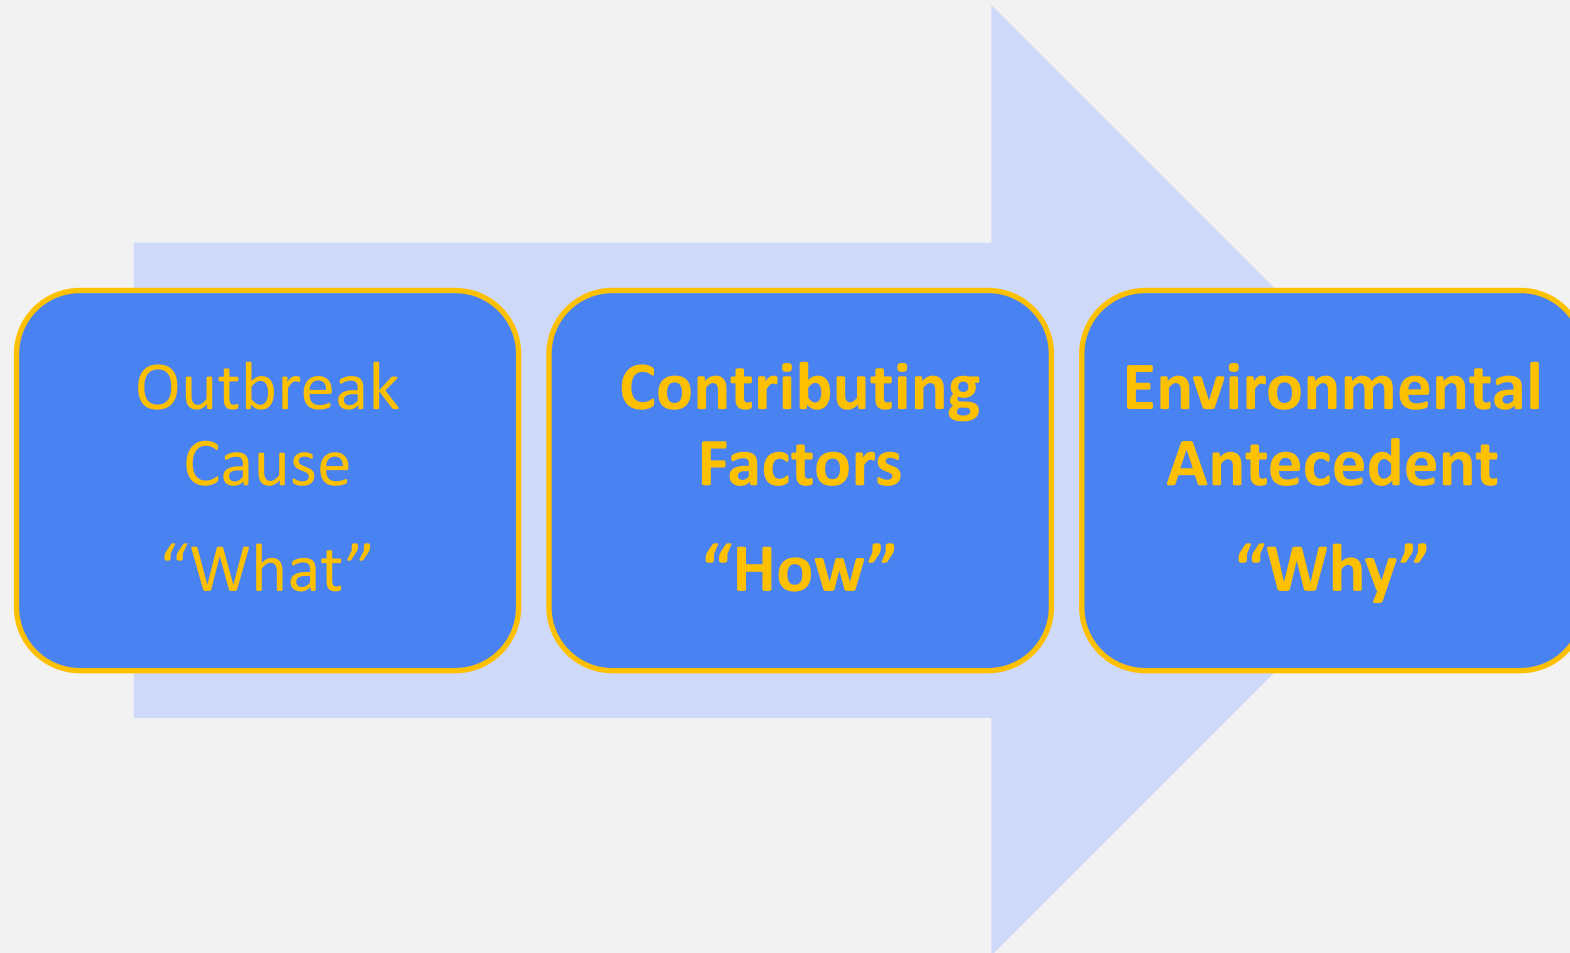 Outbreak
Cause
“What”
Contributing
Factors
“How”
Environmental
Antecedent
“Why”